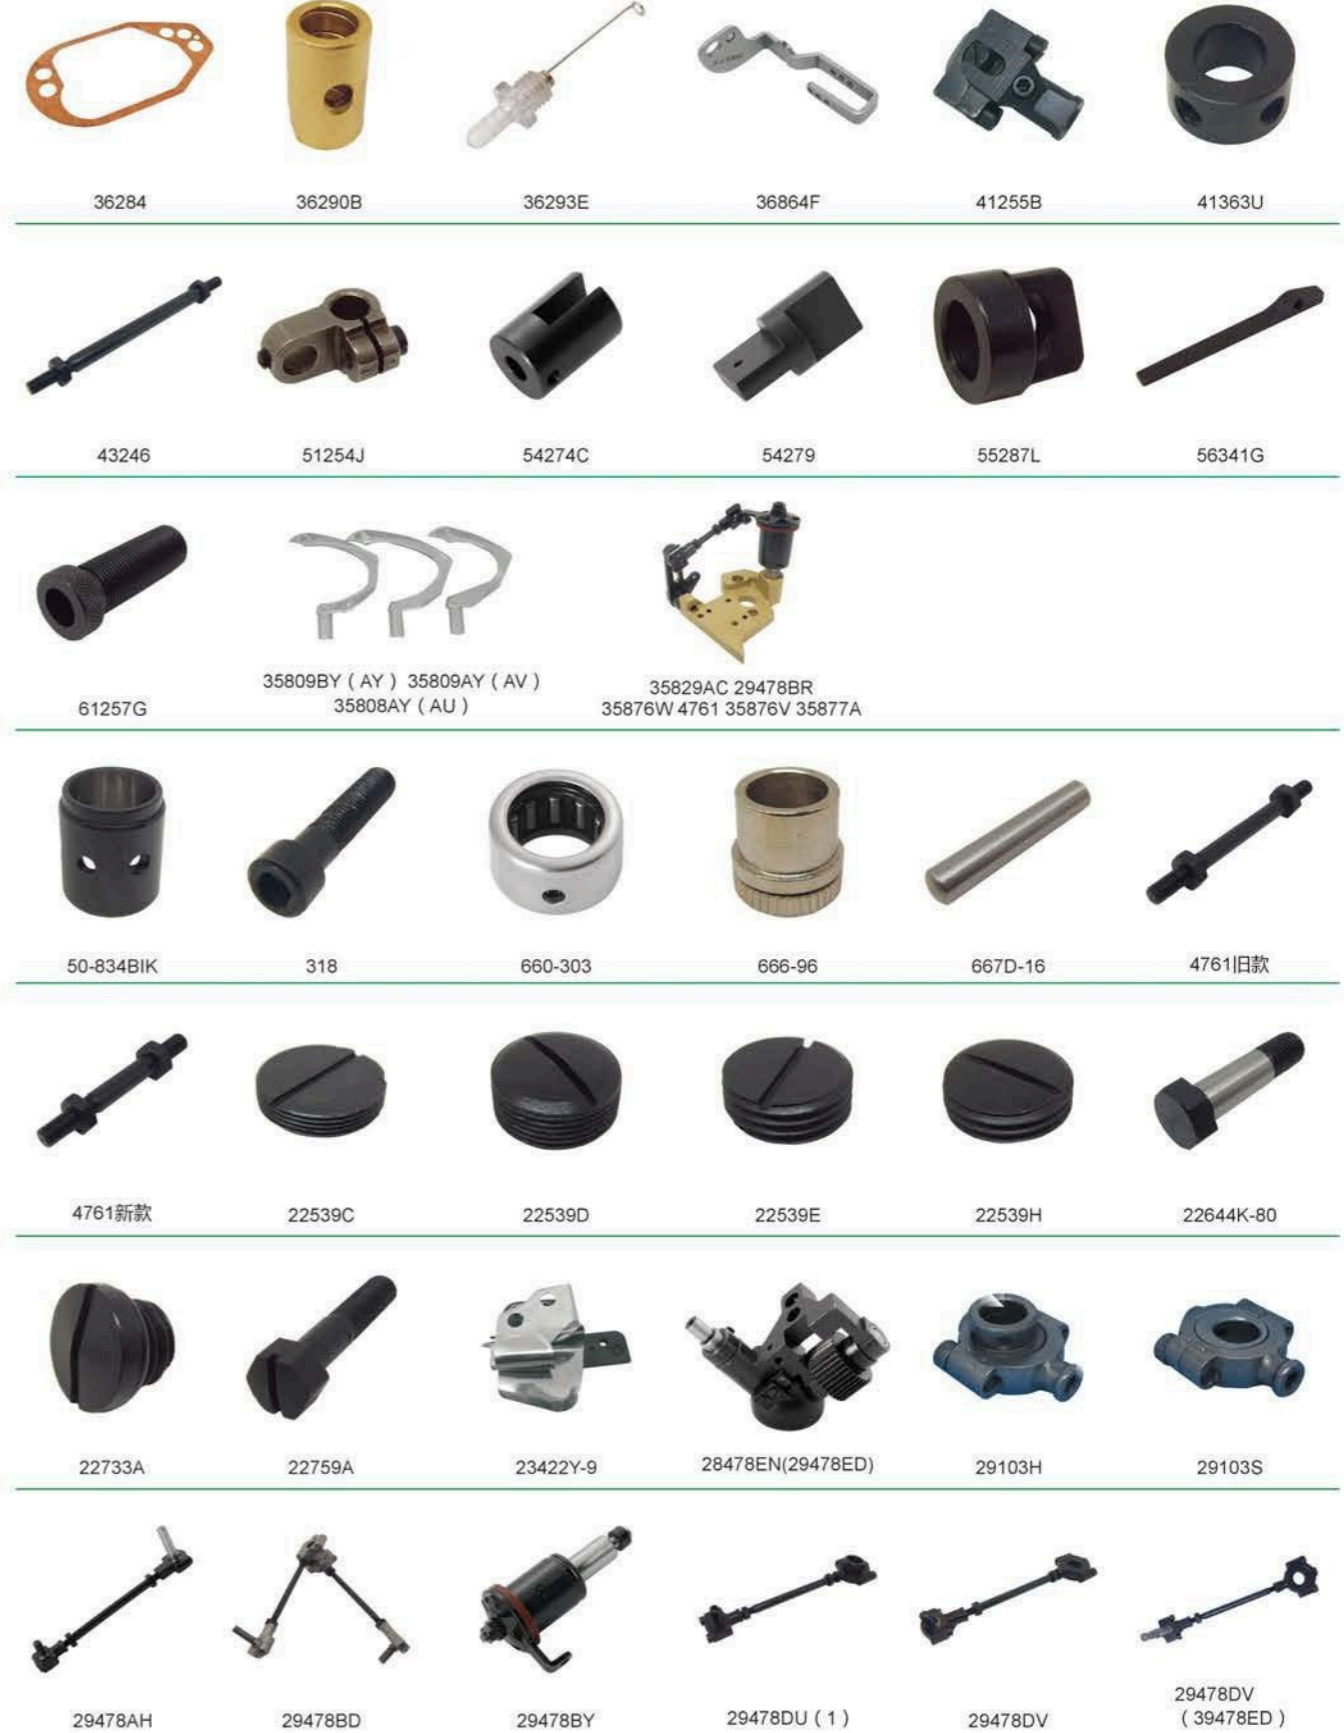 36284
36290B
36293E
36864F
41255B
41363U
43246
51254J
54274C
54279
55287L
56341G
61257G
35809BY ( AY ) 35809AY ( AV )
35808AY ( AU )
35829AC 29478BR
35876W 4761 35876V 35877A
50-834BIK
318
660-303
666-96
667D-16
4761旧款
4761新款
22539C
22539D
22539E
22539H
22644K-80
22733A
22759A
23422Y-9
28478EN(29478ED)
29103H
29103S
29478AH
29478BD
29478BY
29478DU ( 1 )
29478DV
29478DV
( 39478ED )